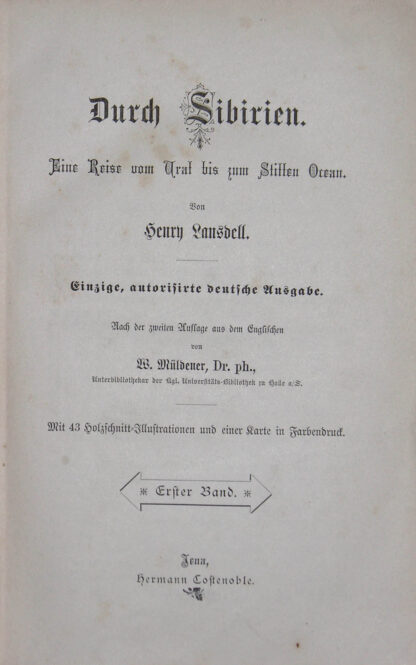 Durch Sibirien.
Eine Reise vom Ural bis zum Stillen Ocean.
Von
Henry Lansdell.
Einzige, autorisirte deutsche Ausgabe.
Nach der zweiten Auflage aus dem Englischen
von
W. Müldener, Dr. ph.,
Unterbibliothekar der Kgl. Universitäts-Bibliothek zu Halle a/S.
Mit 43 Holzschnitt-Illustrationen und einer Karte in Farbendruck.
Erster Band.
Jena,
Hermann Costenoble.